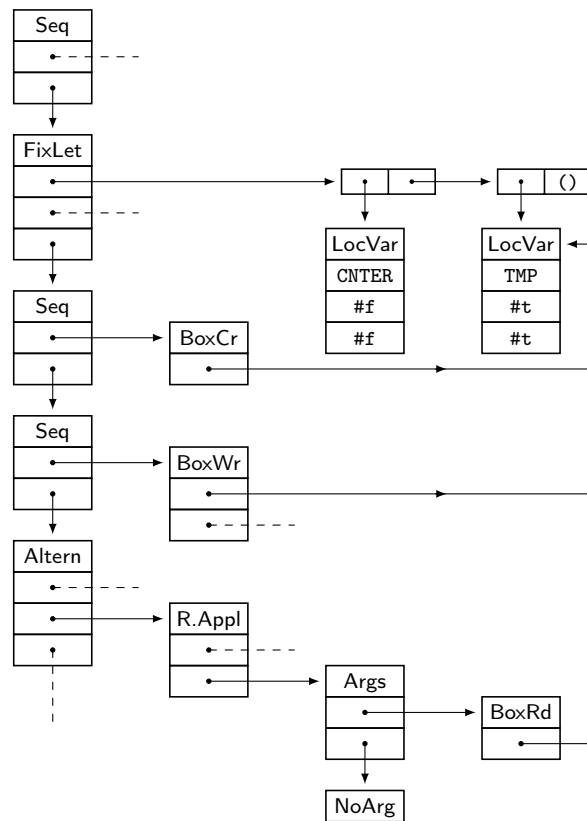 Seq
FixLet
()
LocVar LocVar
CNTER TMP
#f #t
#f #t
Seq
BoxCr
Seq
BoxWr
Altern
R.Appl
Args
BoxRd
NoArg